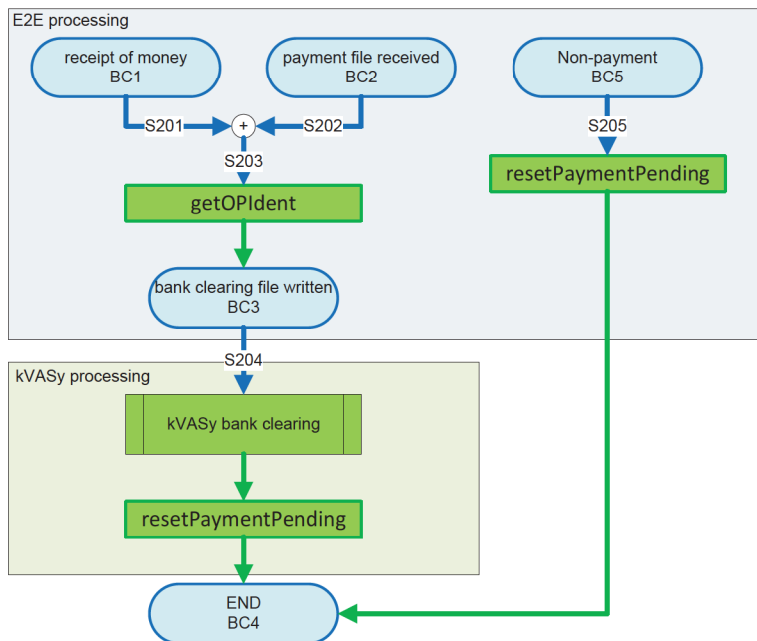 E2E processing
receipt of money
BC1
payment file received
BC2
Non-payment
BC5
S201
+
S202
S205
S203
resetPaymentPending
getOPIdent
bank clearing file written
BC3
S204
kVASy processing
kVASy bank clearing
resetPaymentPending
END
BC4